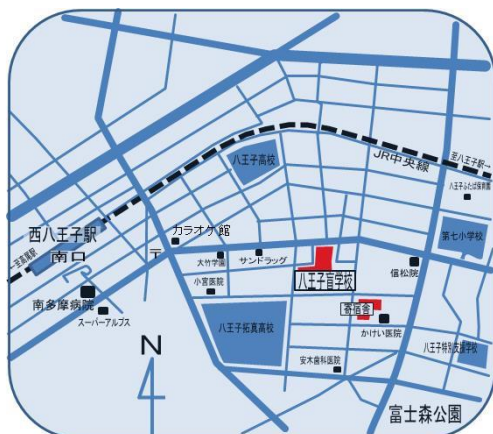 八王子高校
JR中央線
至八王子駅→
八王子ふたば保育園
第七小学校
西八王子駅
南口
←至高尾駅
カラオケ館
〒
大竹学園
サンドラッグ
八王子盲学校
信松院
小宮医院
南多摩病院
スーパーアルプス
寄宿舎
かけい医院
八王子拓真高校
八王子特別支援学校
安木歯科医院
N
富士森公園